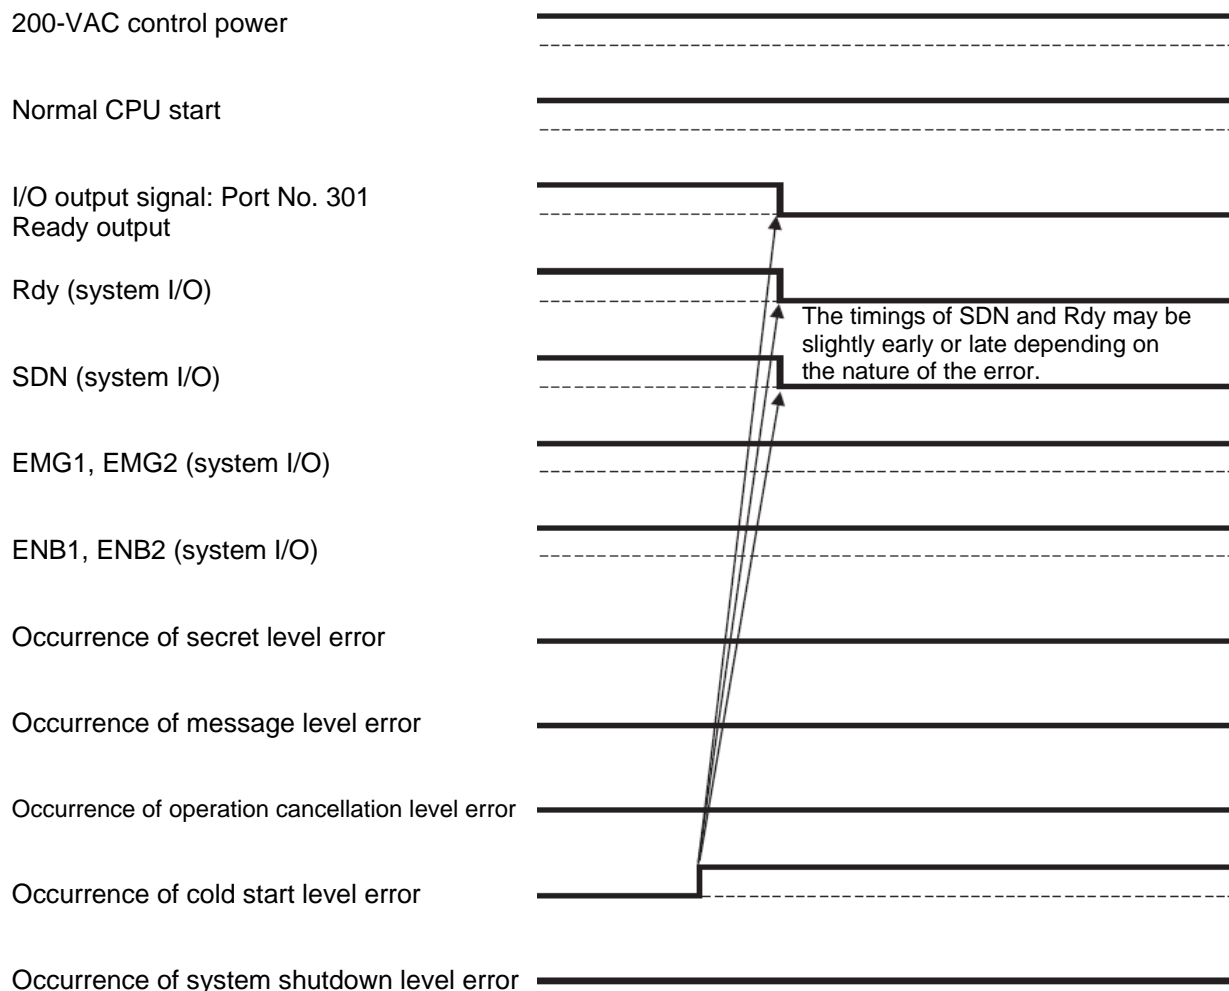 200-VAC control power
Normal CPU start
I/O output signal: Port No. 301
Ready output
Rdy (system I/O)
The timings of SDN and Rdy may be
slightly early or late depending on
the nature of the error.
SDN (system I/O)
EMG1, EMG2 (system I/O)
ENB1, ENB2 (system I/O)
Occurrence of secret level error
Occurrence of message level error
Occurrence of operation cancellation level error
Occurrence of cold start level error
Occurrence of system shutdown level error